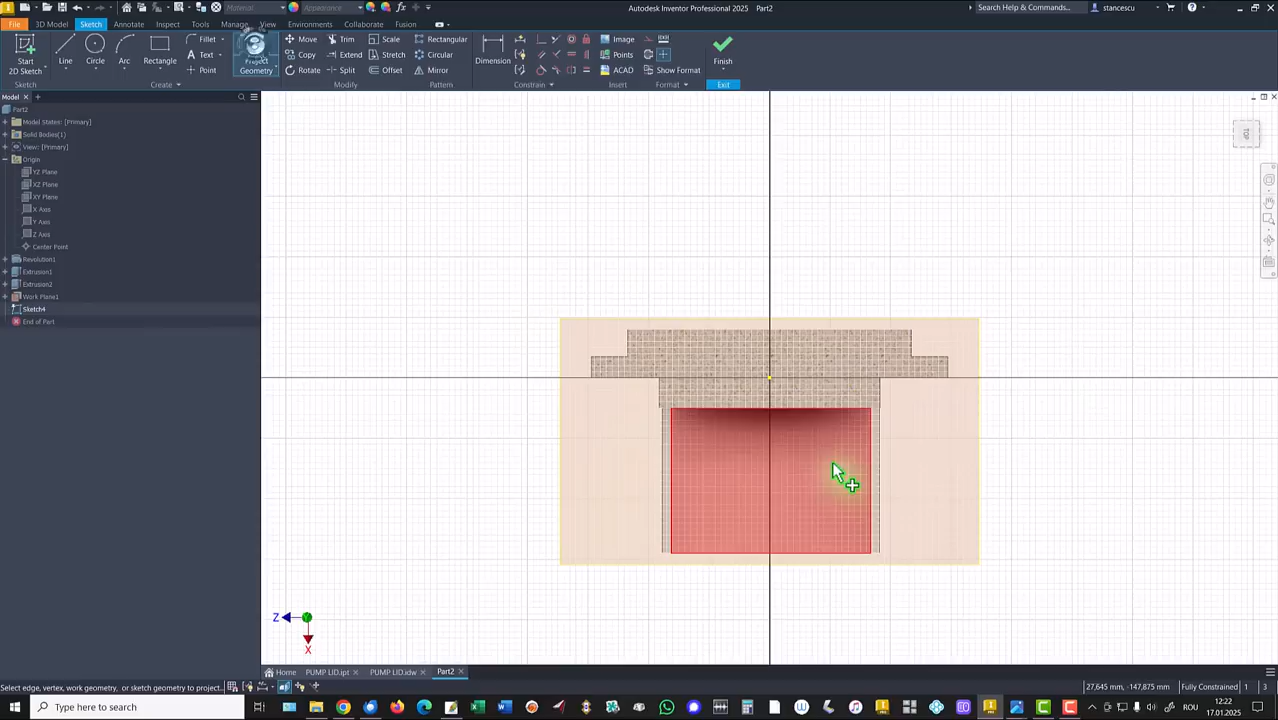 Material
Appearance
Autodesk Inventor Professional 2025 Part2
Search Help & Commands...
stancescu
File 3D Model Sketch Annotate Inspect Tools Manage View Environments Collaborate Fusion
Start
2D Sketch
Line
Circle
Arc
Rectangle
Fillet
Text
Point
Project
Geometry
Move
Copy
Rotate
Trim
Extend
Split
Scale
Stretch
Offset
Rectangular
Circular
Mirror
Dimension
Image
Points
ACAD
Show Format
Finish
Sketch
Create
Modify
Pattern
Constrain
Insert
Format
Exit
Model
Part2
Model States: [Primary]
Solid Bodies(1)
View: [Primary]
Origin
YZ Plane
XZ Plane
XY Plane
X Axis
Y Axis
Z Axis
Center Point
Revolution1
Extrusion1
Extrusion2
Work Plane1
Sketch4
End of Part
TOP
Z
X
Home PUMP LID.ipt PUMP LID.idw Part2
Select edge, vertex, work geometry, or sketch geometry to project...
27,645 mm, -147,875 mm Fully Constrained 1 3
Type here to search
12:22
17.01.2025